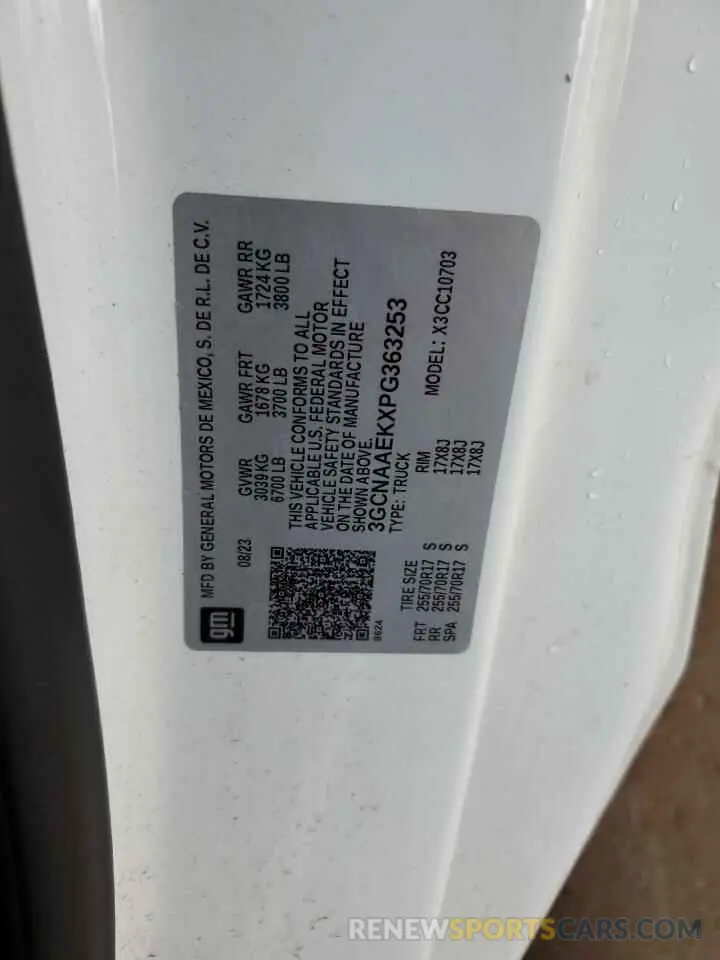 gm
MFD BY GENERAL MOTORS DE MEXICO, S. DE R.L. DE C.V.
08/23 GVWR GAWR FRT GAWR RR
3039 KG 1678 KG 1724 KG
6700 LB 3700 LB 3800 LB
THIS VEHICLE CONFORMS TO ALL
APPLICABLE U.S. FEDERAL MOTOR
VEHICLE SAFETY STANDARDS IN EFFECT
ON THE DATE OF MANUFACTURE
SHOWN ABOVE.
3GCNAAEKXPG363253
9624
TYPE: TRUCK MODEL: X3CC10703
TIRE SIZE RIM
FRT 255/70R17 S 17X8J
RR 255/70R17 S 17X8J
SPA 255/70R17 S 17X8J
RENEWSPORTSCARS.COM